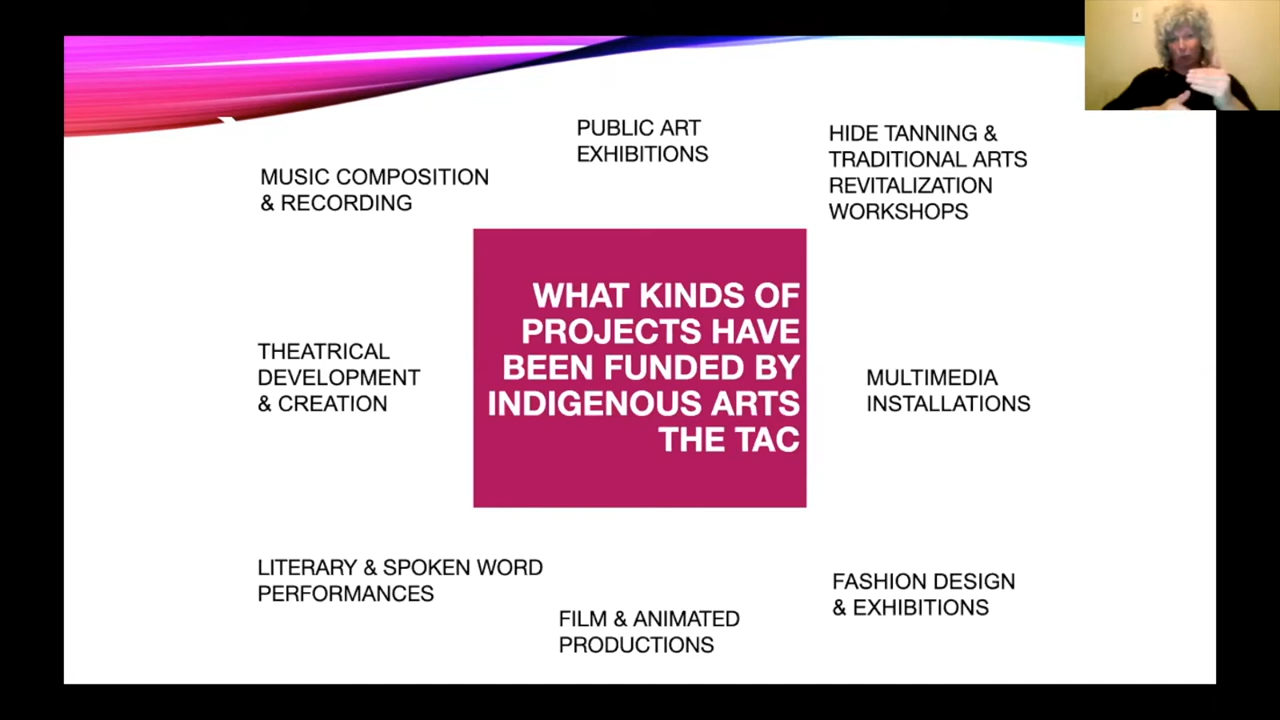 PUBLIC ART
EXHIBITIONS
HIDE TANNING &
TRADITIONAL ARTS
REVITALIZATION
WORKSHOPS
MUSIC COMPOSITION
& RECORDING
WHAT KINDS OF
PROJECTS HAVE
BEEN FUNDED BY
INDIGENOUS ARTS
THE TAC
THEATRICAL
DEVELOPMENT
& CREATION
MULTIMEDIA
INSTALLATIONS
LITERARY & SPOKEN WORD
PERFORMANCES
FILM & ANIMATED
PRODUCTIONS
FASHION DESIGN
& EXHIBITIONS